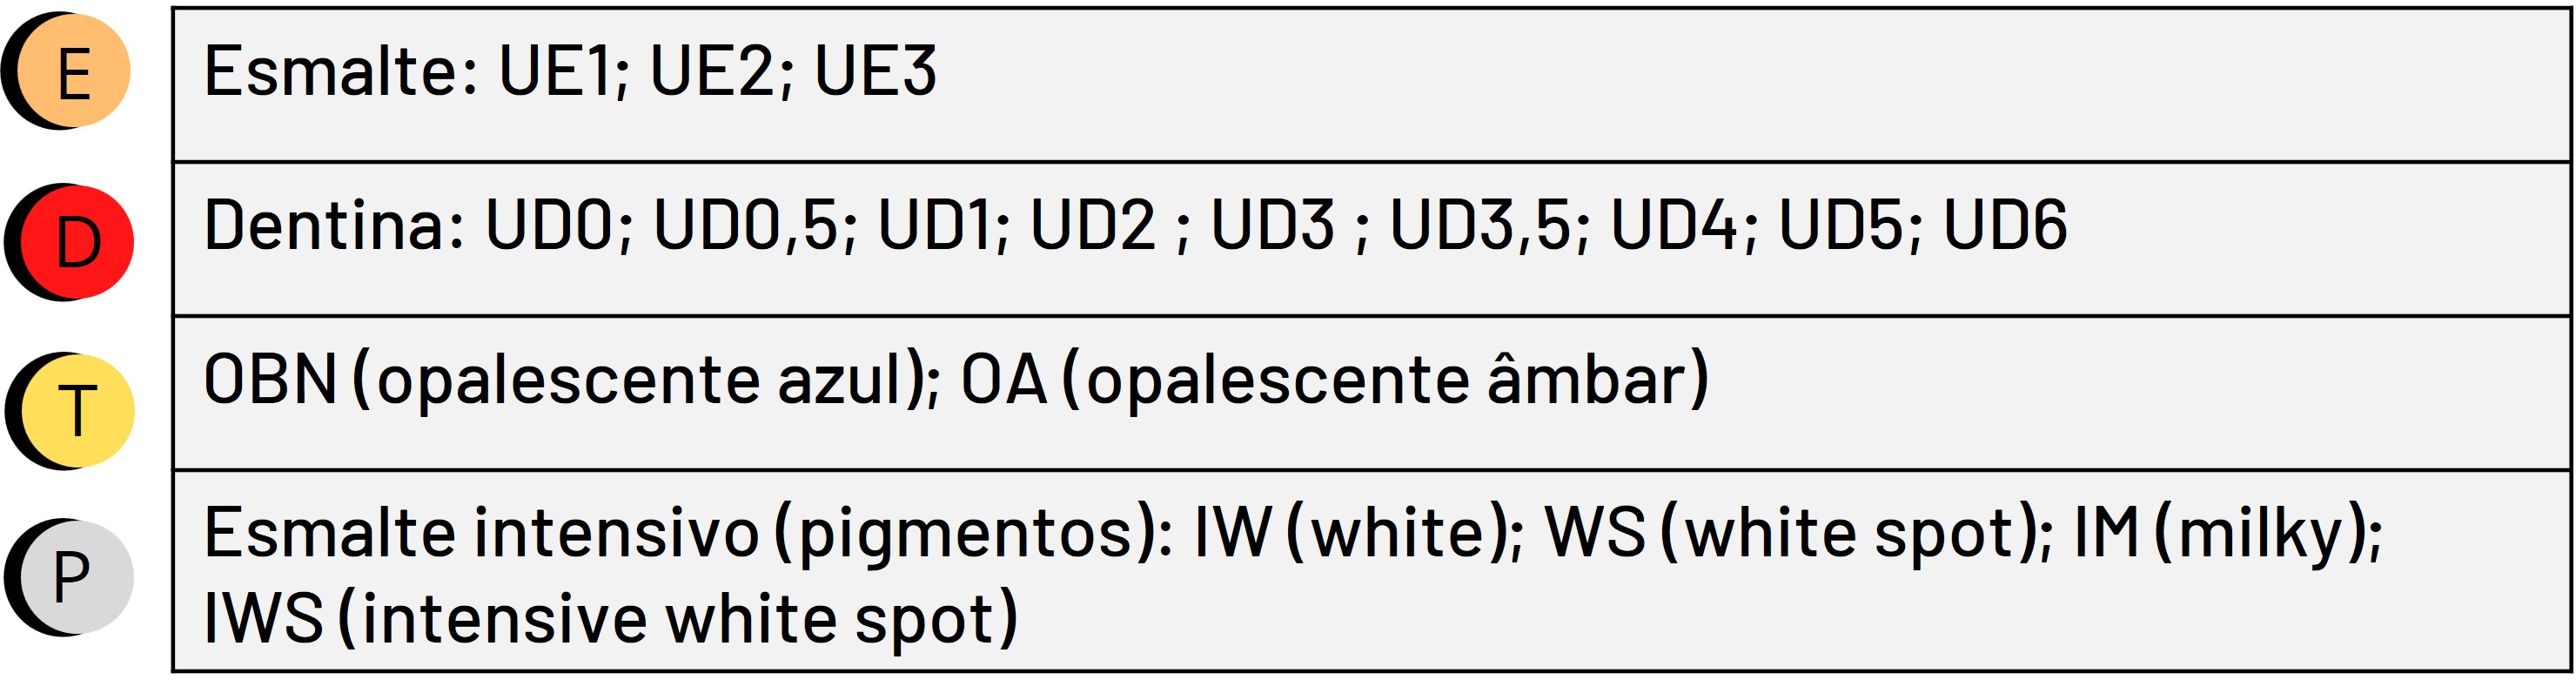 E
Esmalte: UE1; UE2; UE3
D
Dentina: UD0; UD0,5; UD1; UD2 ; UD3 ; UD3,5; UD4; UD5; UD6
T
OBN (opalescente azul); OA (opalescente âmbar)
P
Esmalte intensivo (pigmentos): IW (white); WS (white spot); IM (milky);
IWS (intensive white spot)